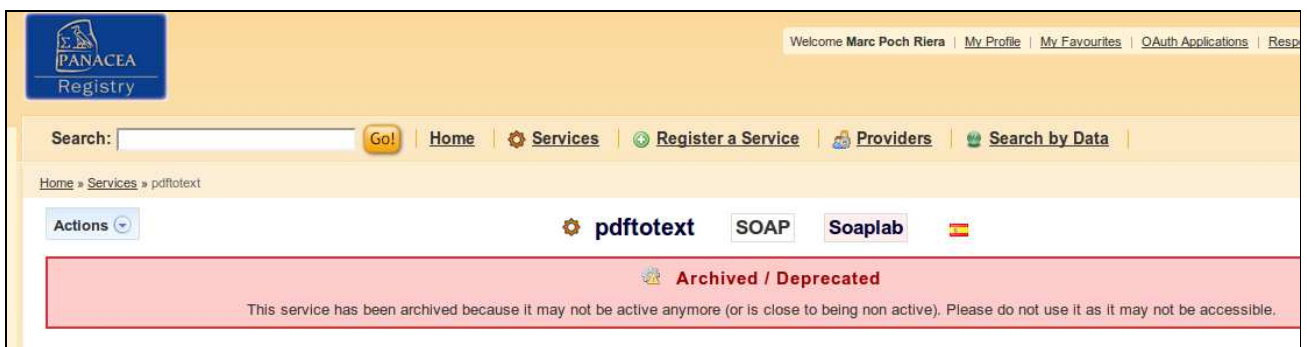 PANACEA
Registry
Welcome Marc Poch Riera | My Profile | My Favourites | OAuth Applications | Resp
Search: Go! | Home | Services | Register a Service | Providers | Search by Data |
Home » Services » pdftotext
Actions pdftotext SOAP Soaplab
Archived / Deprecated
This service has been archived because it may not be active anymore (or is close to being non active). Please do not use it as it may not be accessible.